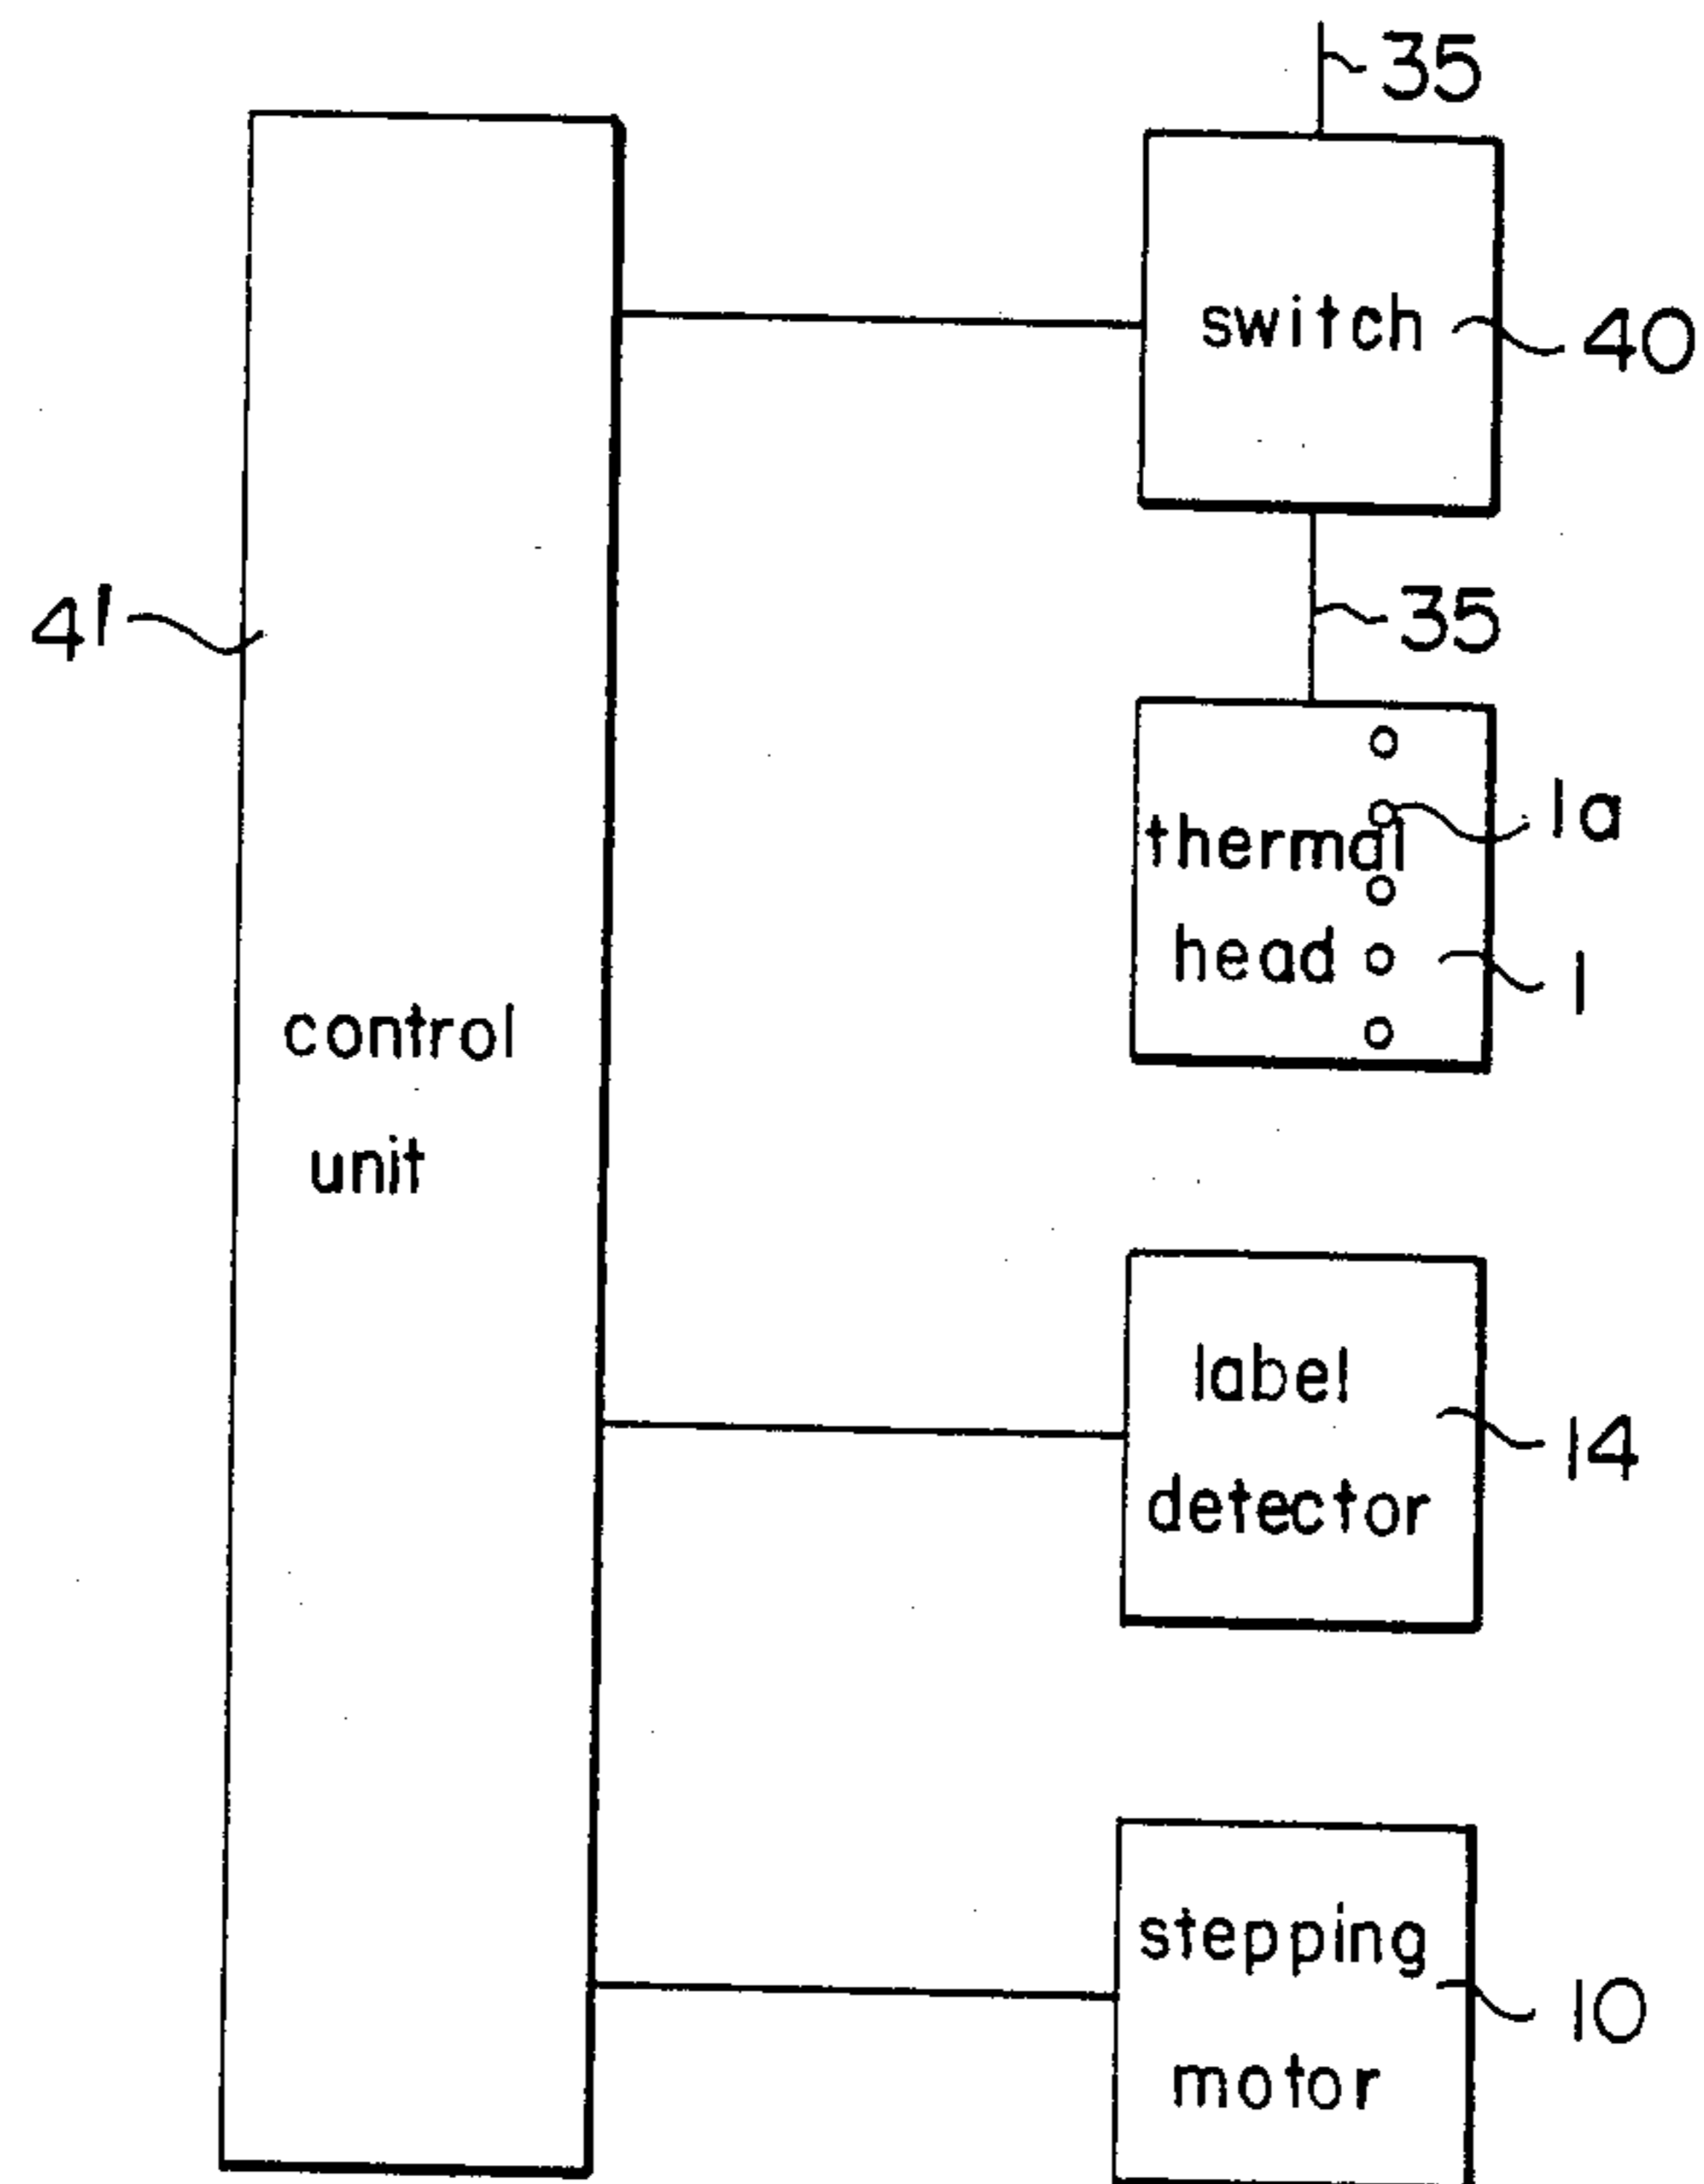 35
switch
40
41
35
thermal
1a
head
1
control
unit
label
detector
14
stepping
motor
10